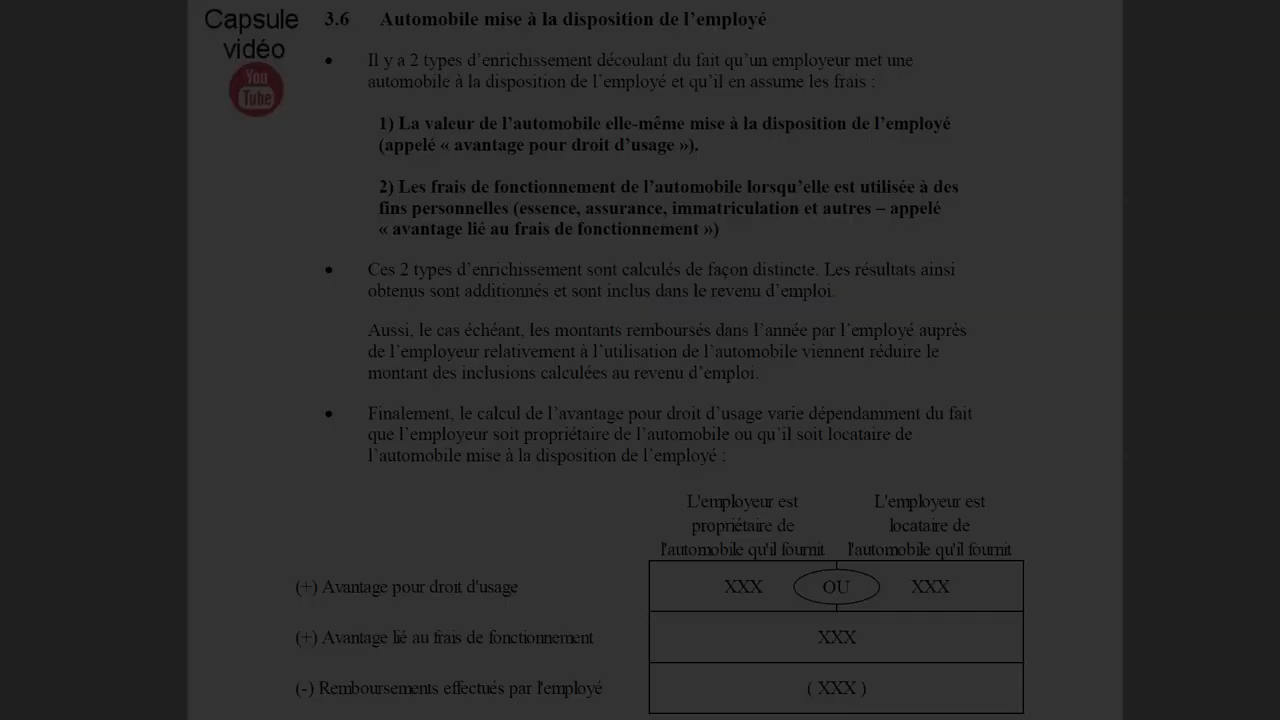 Capsule
vidéo
You
Tube
3.6 Automobile mise à la disposition de l’employé
• Il y a 2 types d’enrichissement découlant du fait qu’un employeur met une
automobile à la disposition de l’employé et qu’il en assume les frais :
1) La valeur de l’automobile elle-même mise à la disposition de l’employé
(appelé « avantage pour droit d’usage »).
2) Les frais de fonctionnement de l’automobile lorsqu’elle est utilisée à des
fins personnelles (essence, assurance, immatriculation et autres – appelé
« avantage lié au frais de fonctionnement »)
• Ces 2 types d’enrichissement sont calculés de façon distincte. Les résultats ainsi
obtenus sont additionnés et sont inclus dans le revenu d’emploi.
Aussi, le cas échéant, les montants remboursés dans l’année par l’employé auprès
de l’employeur relativement à l’utilisation de l’automobile viennent réduire le
montant des inclusions calculées au revenu d’emploi.
• Finalement, le calcul de l’avantage pour droit d’usage varie dépendamment du fait
que l’employeur soit propriétaire de l’automobile ou qu’il soit locataire de
l’automobile mise à la disposition de l’employé :
L'employeur est
propriétaire de
l'automobile qu'il fournit
L'employeur est
locataire de
l'automobile qu'il fournit
(+) Avantage pour droit d'usage XXX OU XXX
(+) Avantage lié au frais de fonctionnement XXX
(-) Remboursements effectués par l'employé ( XXX )